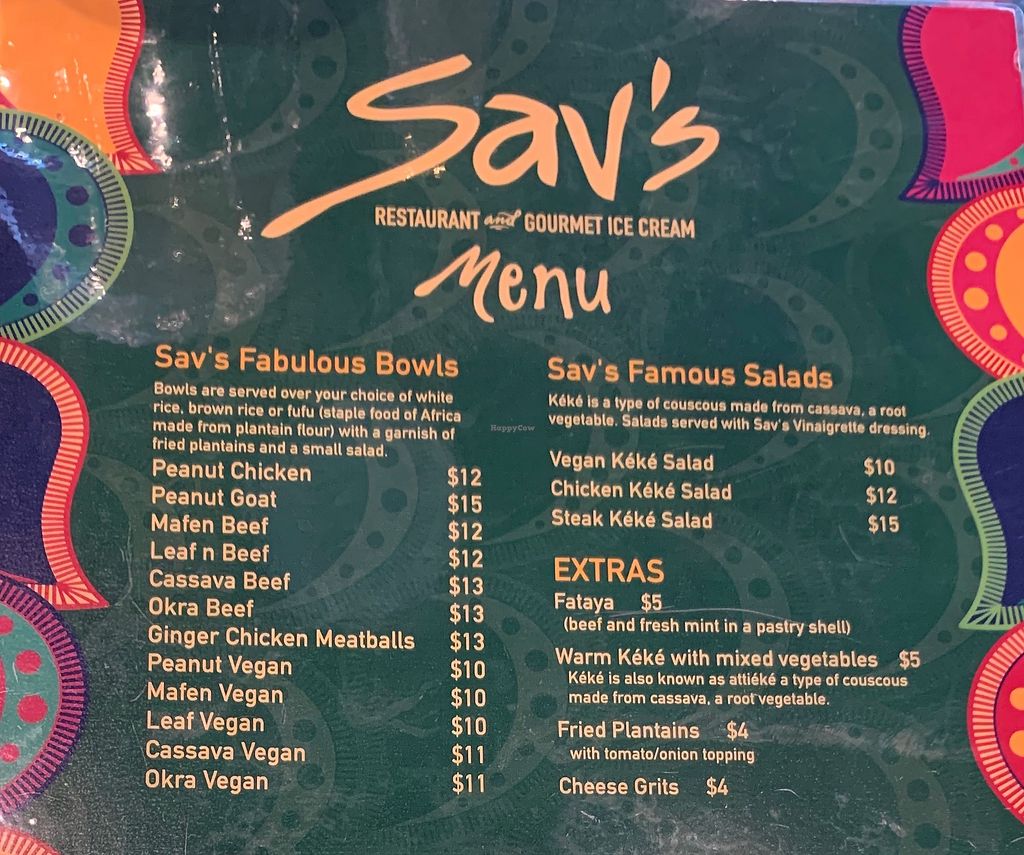 Sav's
RESTAURANT and GOURMET ICE CREAM
Menu
Sav's Fabulous Bowls
Bowls are served over your choice of white
rice, brown rice or fufu (staple food of Africa
made from plantain flour) with a garnish of
fried plantains and a small salad.
Peanut Chicken $12
Peanut Goat $15
Mafen Beef $12
Leaf n Beef $12
Cassava Beef $13
Okra Beef $13
Ginger Chicken Meatballs $13
Peanut Vegan $10
Mafen Vegan $10
Leaf Vegan $10
Cassava Vegan $11
Okra Vegan $11
Sav's Famous Salads
Kéké is a type of couscous made from cassava, a root
vegetable. Salads served with Sav's Vinaigrette dressing.
Vegan Kéké Salad $10
Chicken Kéké Salad $12
Steak Kéké Salad $15
EXTRAS
Fataya $5
(beef and fresh mint in a pastry shell)
Warm Kéké with mixed vegetables $5
Kéké is also known as attiéké a type of couscous
made from cassava, a root vegetable.
Fried Plantains $4
with tomato/onion topping
Cheese Grits $4
HappyCow